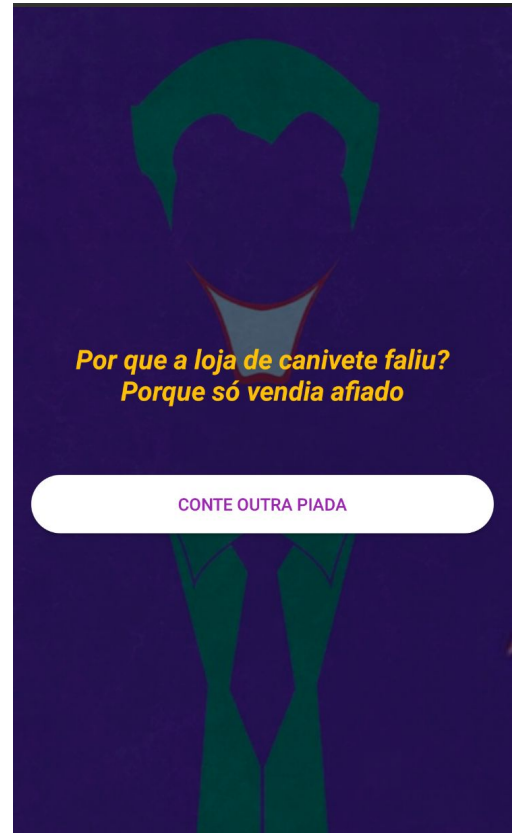 Por que a loja de canivete faliu?
Porque só vendia afiado
CONTE OUTRA PIADA